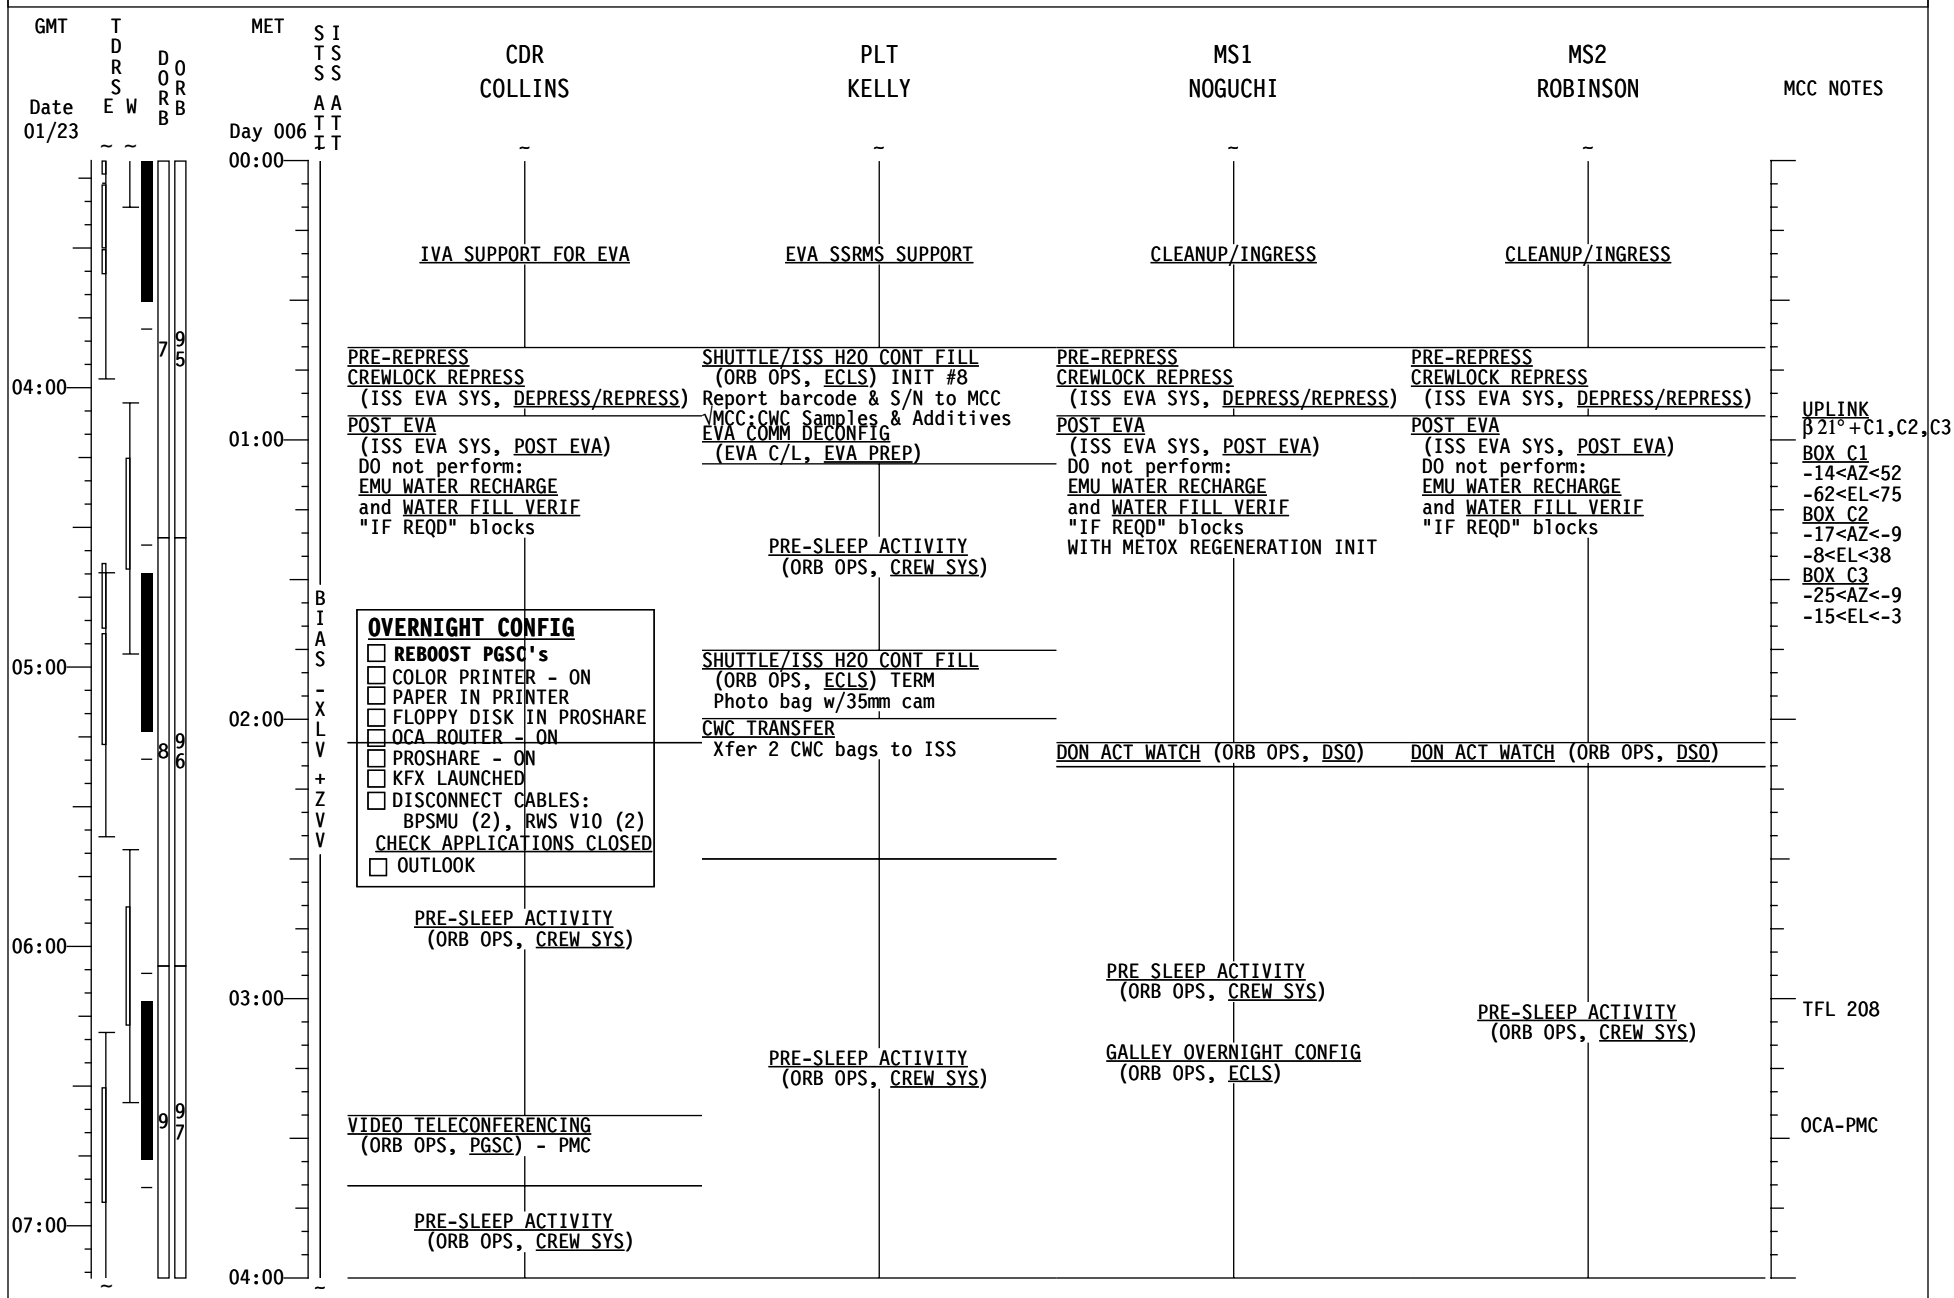 GMT
TDRS
E W
DORB
ORB
MET
STS ATT
ISS ATT
CDR
COLLINS
PLT
KELLY
MS1
NOGUCHI
MS2
ROBINSON
MCC NOTES
Date
01/23
Day 006
~ ~ ~ ~ ~ ~
00:00
04:00
01:00
05:00
02:00
06:00
03:00
07:00
04:00
7
95
8
96
9
97
BIAS -XLV +ZVV
IVA SUPPORT FOR EVA
PRE-REPRESS
CREWLOCK REPRESS
(ISS EVA SYS, DEPRESS/REPRESS)
POST EVA
(ISS EVA SYS, POST EVA)
DO not perform:
EMU WATER RECHARGE
and WATER FILL VERIF
"IF REQD" blocks
OVERNIGHT CONFIG
REBOOST PGSC's
COLOR PRINTER - ON
PAPER IN PRINTER
FLOPPY DISK IN PROSHARE
OCA ROUTER - ON
PROSHARE - ON
KFX LAUNCHED
DISCONNECT CABLES:
BPSMU (2), RWS V10 (2)
CHECK APPLICATIONS CLOSED
OUTLOOK
PRE-SLEEP ACTIVITY
(ORB OPS, CREW SYS)
VIDEO TELECONFERENCING
(ORB OPS, PGSC) - PMC
PRE-SLEEP ACTIVITY
(ORB OPS, CREW SYS)
EVA SSRMS SUPPORT
SHUTTLE/ISS H2O CONT FILL
(ORB OPS, ECLS) INIT #8
Report barcode & S/N to MCC
√MCC:CWC Samples & Additives
EVA COMM DECONFIG
(EVA C/L, EVA PREP)
PRE-SLEEP ACTIVITY
(ORB OPS, CREW SYS)
SHUTTLE/ISS H2O CONT FILL
(ORB OPS, ECLS) TERM
Photo bag w/35mm cam
CWC TRANSFER
Xfer 2 CWC bags to ISS
PRE-SLEEP ACTIVITY
(ORB OPS, CREW SYS)
CLEANUP/INGRESS
PRE-REPRESS
CREWLOCK REPRESS
(ISS EVA SYS, DEPRESS/REPRESS)
POST EVA
(ISS EVA SYS, POST EVA)
DO not perform:
EMU WATER RECHARGE
and WATER FILL VERIF
"IF REQD" blocks
WITH METOX REGENERATION INIT
DON ACT WATCH (ORB OPS, DSO)
PRE SLEEP ACTIVITY
(ORB OPS, CREW SYS)
GALLEY OVERNIGHT CONFIG
(ORB OPS, ECLS)
CLEANUP/INGRESS
PRE-REPRESS
CREWLOCK REPRESS
(ISS EVA SYS, DEPRESS/REPRESS)
POST EVA
(ISS EVA SYS, POST EVA)
DO not perform:
EMU WATER RECHARGE
and WATER FILL VERIF
"IF REQD" blocks
DON ACT WATCH (ORB OPS, DSO)
PRE-SLEEP ACTIVITY
(ORB OPS, CREW SYS)
UPLINK
β21°+C1,C2,C3
BOX C1
-14<AZ<52
-62<EL<75
BOX C2
-17<AZ<-9
-8<EL<38
BOX C3
-25<AZ<-9
-15<EL<-3
TFL 208
OCA-PMC
~ ~